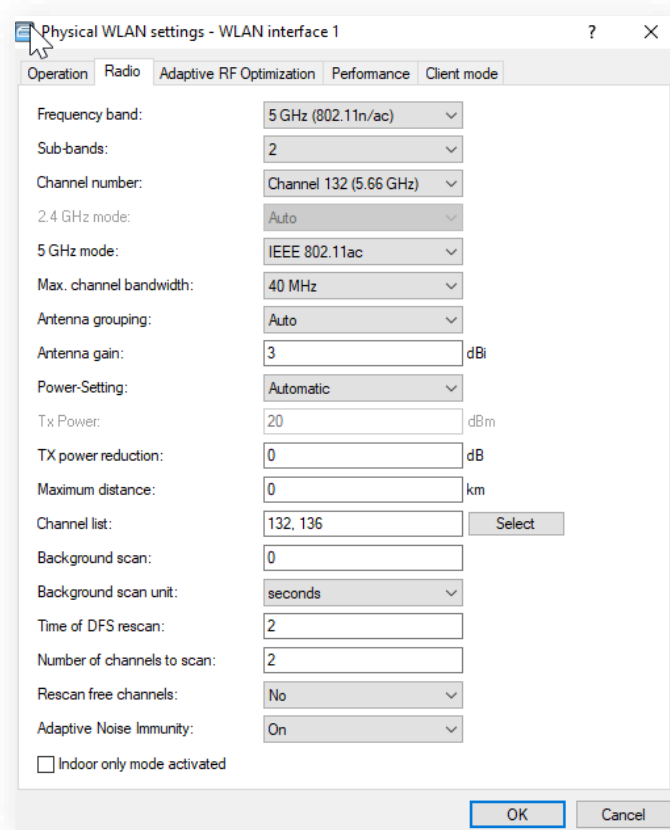 Physical WLAN settings - WLAN interface 1 ?
Operation Radio Adaptive RF Optimization Performance Client mode
Frequency band: 5 GHz (802.11n/ac)
Sub-bands: 2
Channel number: Channel 132 (5.66 GHz)
2.4 GHz mode: Auto
5 GHz mode: IEEE 802.11ac
Max. channel bandwidth: 40 MHz
Antenna grouping: Auto
Antenna gain: 3 dBi
Power-Setting: Automatic
Tx Power: 20 dBm
TX power reduction: 0 dB
Maximum distance: 0 km
Channel list: 132, 136 Select
Background scan: 0
Background scan unit: seconds
Time of DFS rescan: 2
Number of channels to scan: 2
Rescan free channels: No
Adaptive Noise Immunity: On
Indoor only mode activated
OK Cancel